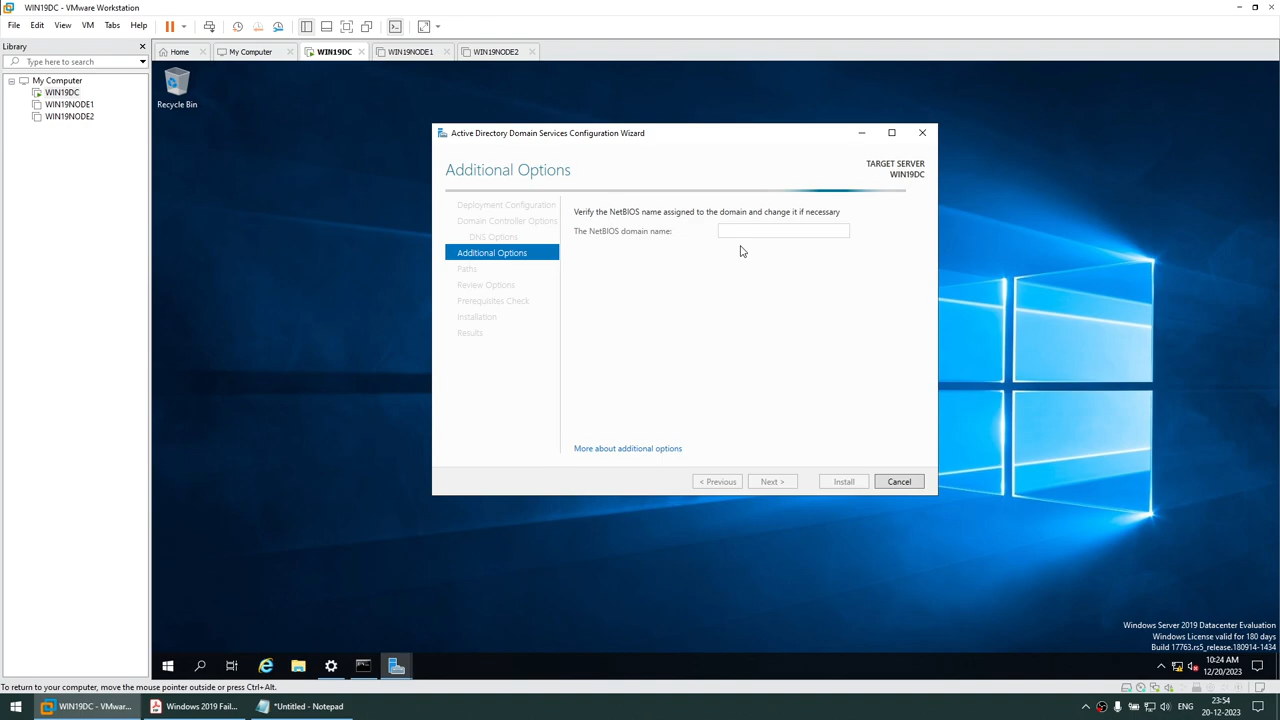 WIN19DC - VMware Workstation
File Edit View VM Tabs Help
Library
Type here to search
Home
My Computer
WIN19DC
WIN19NODE1
WIN19NODE2
My Computer
WIN19DC
WIN19NODE1
WIN19NODE2
Recycle Bin
Active Directory Domain Services Configuration Wizard
Additional Options
TARGET SERVER
WIN19DC
Deployment Configuration
Domain Controller Options
DNS Options
Additional Options
Paths
Review Options
Prerequisites Check
Installation
Results
Verify the NetBIOS name assigned to the domain and change it if necessary
The NetBIOS domain name:
More about additional options
< Previous
Next >
Install
Cancel
Windows Server 2019 Datacenter Evaluation
Windows License valid for 180 days
Build 17763.rs5_release.180914-1434
10:24 AM
12/20/2023
To return to your computer, move the mouse pointer outside or press Ctrl+Alt.
WIN19DC - VMwar...
Windows 2019 Fail...
*Untitled - Notepad
ENG
23:54
20-12-2023